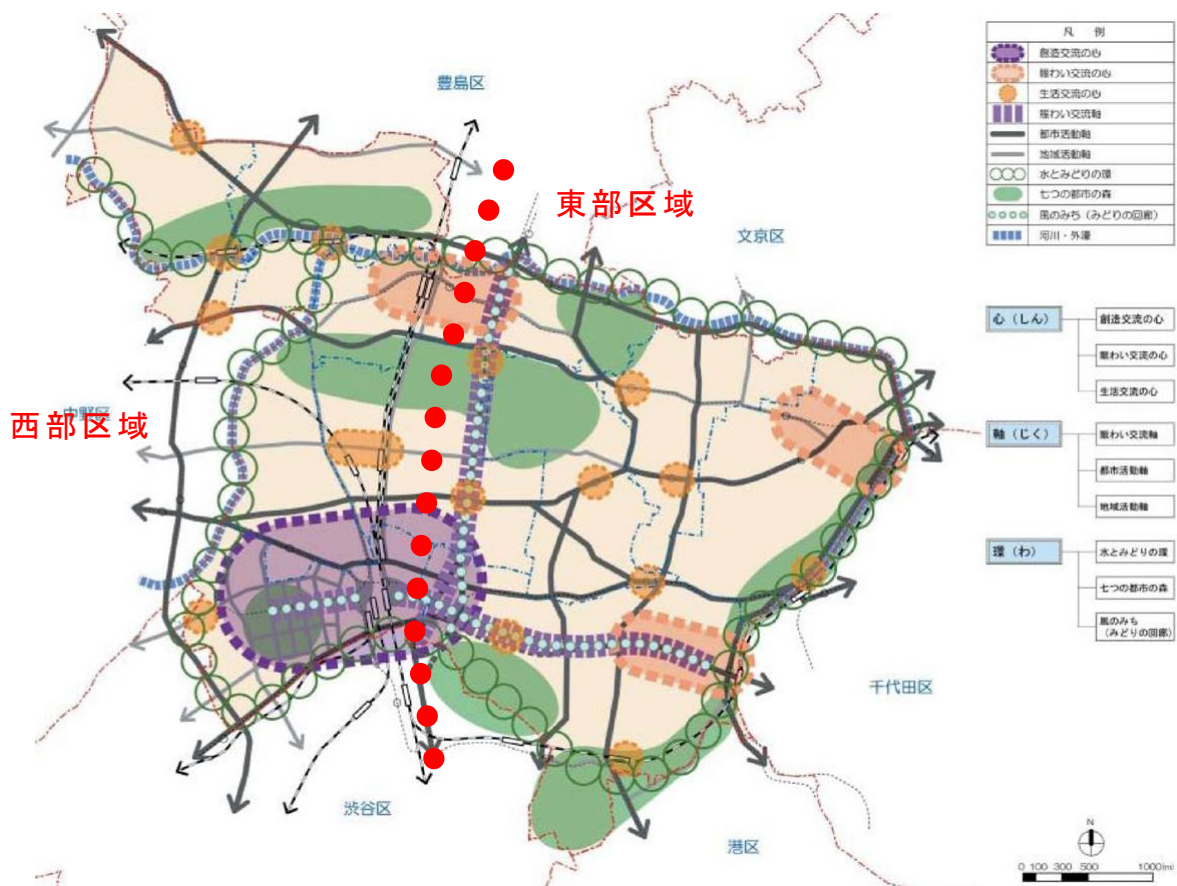 豊島区
東部区域
文京区
中野区
西部区域
千代田区
渋谷区
港区
凡 例
創造交流の心
賑わい交流の心
生活交流の心
賑わい交流軸
都市活動軸
地域活動軸
水とみどりの環
七つの都市の森
風のみち（みどりの回廊）
河川・外濠
心（しん）
創造交流の心
賑わい交流の心
生活交流の心
軸（じく）
賑わい交流軸
都市活動軸
地域活動軸
環（わ）
水とみどりの環
七つの都市の森
風のみち
（みどりの回廊）
N
0 100 300 500 1000(m)